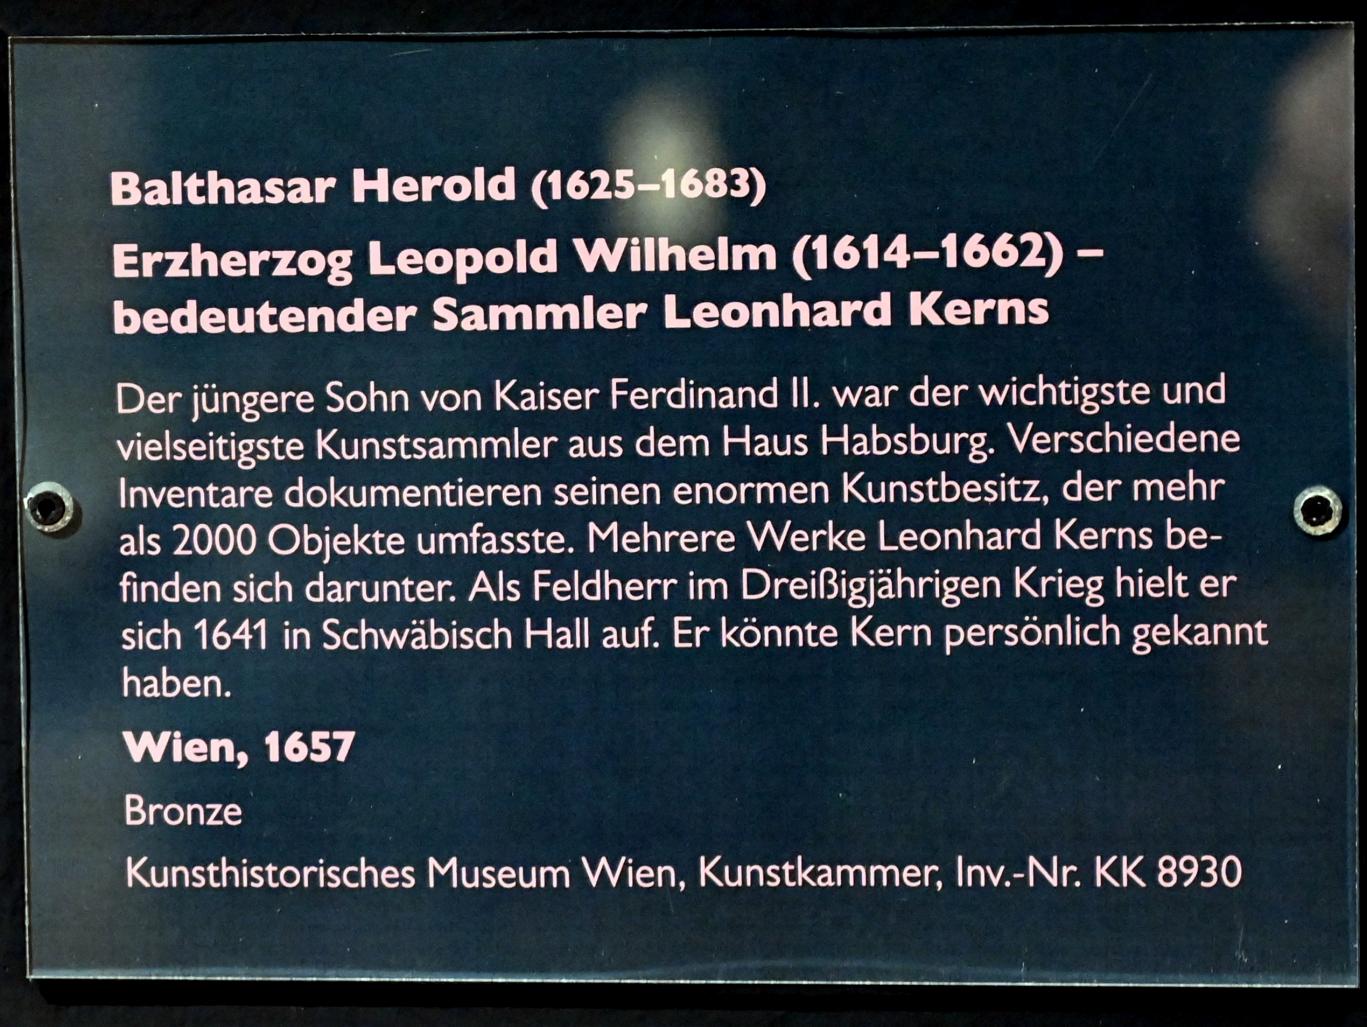 Balthasar Herold (1625–1683)
Erzherzog Leopold Wilhelm (1614–1662) –
bedeutender Sammler Leonhard Kerns
Der jüngere Sohn von Kaiser Ferdinand II. war der wichtigste und
vielseitigste Kunstsammler aus dem Haus Habsburg. Verschiedene
Inventare dokumentieren seinen enormen Kunstbesitz, der mehr
als 2000 Objekte umfasste. Mehrere Werke Leonhard Kerns be-
finden sich darunter. Als Feldherr im Dreißigjährigen Krieg hielt er
sich 1641 in Schwäbisch Hall auf. Er könnte Kern persönlich gekannt
haben.
Wien, 1657
Bronze
Kunsthistorisches Museum Wien, Kunstkammer, Inv.-Nr. KK 8930